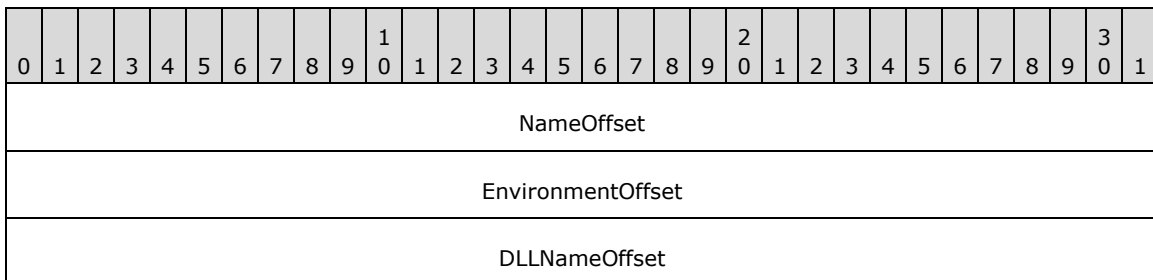 1 2 3
0 1 2 3 4 5 6 7 8 9 0 1 2 3 4 5 6 7 8 9 0 1 2 3 4 5 6 7 8 9 0 1
NameOffset
EnvironmentOffset
DLLNameOffset